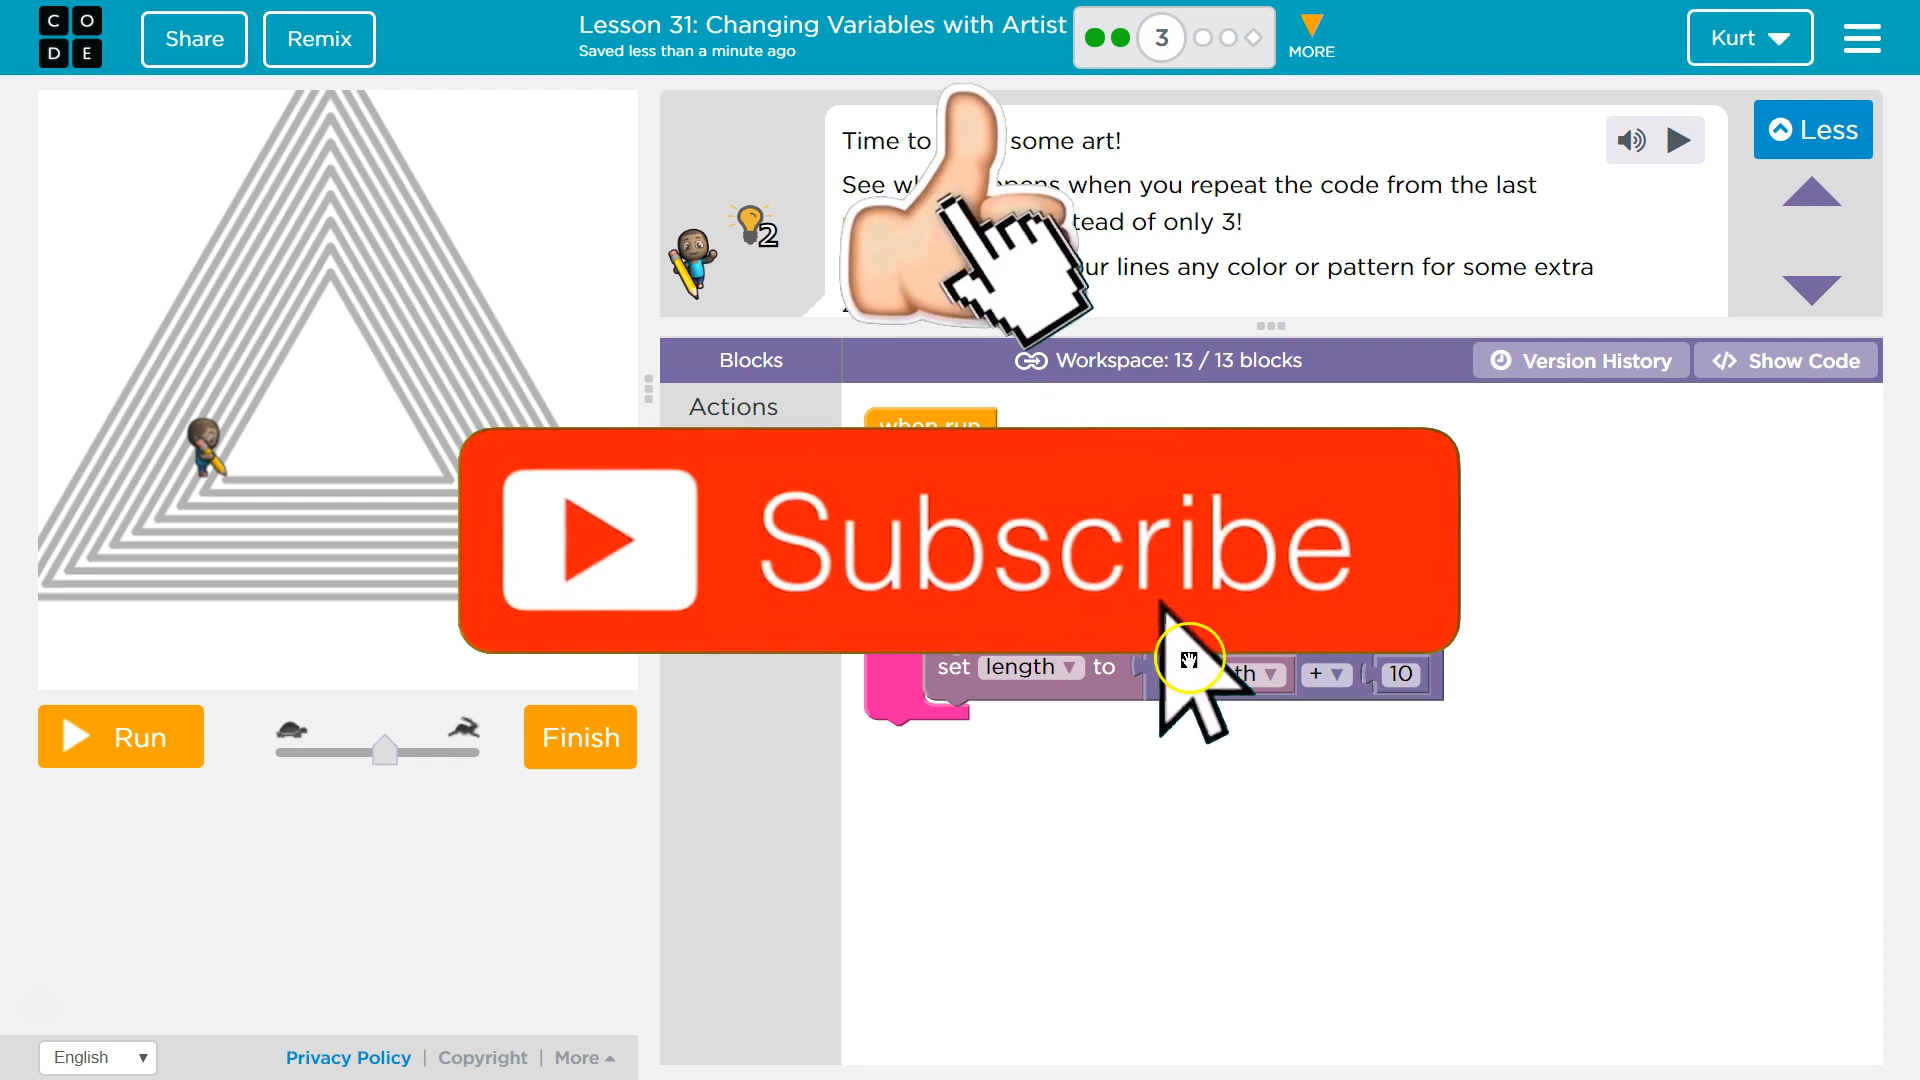 CODE
Share
Remix
Lesson 31: Changing Variables with Artist
Saved less than a minute ago
3
MORE
Kurt
Time to some art!
See when you repeat the code from the last
of only 3!
lines any color or pattern for some extra
2
Less
Blocks
Workspace: 13 / 13 blocks
Version History
Show Code
Actions
when run
Subscribe
set length to + 10
Run
Finish
English
Privacy Policy | Copyright | More